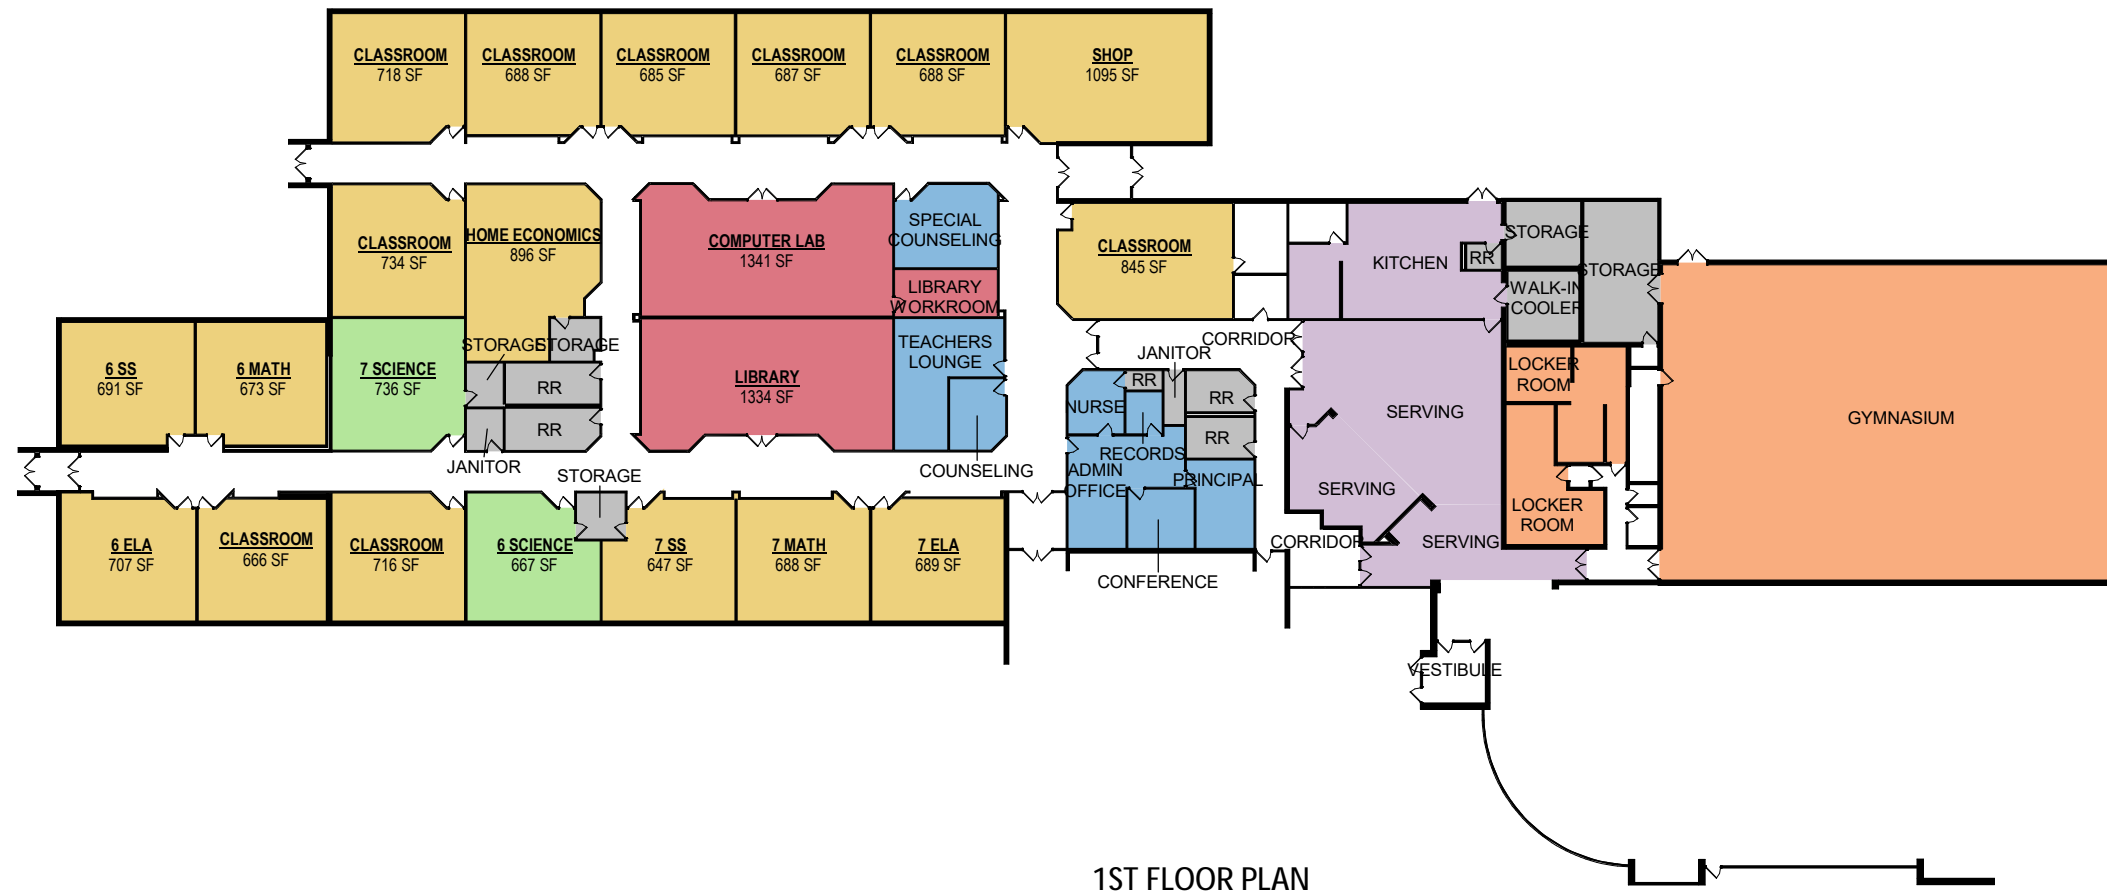 CLASSROOM
718 SF
CLASSROOM
688 SF
CLASSROOM
685 SF
CLASSROOM
687 SF
CLASSROOM
688 SF
SHOP
1095 SF
CLASSROOM
734 SF
HOME ECONOMICS
896 SF
COMPUTER LAB
1341 SF
SPECIAL
COUNSELING
LIBRARY
WORKROOM
CLASSROOM
845 SF
KITCHEN
RR
STORAGE
STORAGE
WALK-IN
COOLER
6 SS
691 SF
6 MATH
673 SF
7 SCIENCE
736 SF
STORAGE
STORAGE
RR
RR
JANITOR
LIBRARY
1334 SF
TEACHERS
LOUNGE
COUNSELING
CORRIDOR
JANITOR
RR
RR
RR
NURSE
RECORDS
ADMIN
OFFICE
PRINCIPAL
CONFERENCE
SERVING
SERVING
SERVING
CORRIDOR
LOCKER
ROOM
LOCKER
ROOM
GYMNASIUM
STORAGE
6 ELA
707 SF
CLASSROOM
666 SF
CLASSROOM
716 SF
6 SCIENCE
667 SF
7 SS
647 SF
7 MATH
688 SF
7 ELA
689 SF
VESTIBULE
1ST FLOOR PLAN